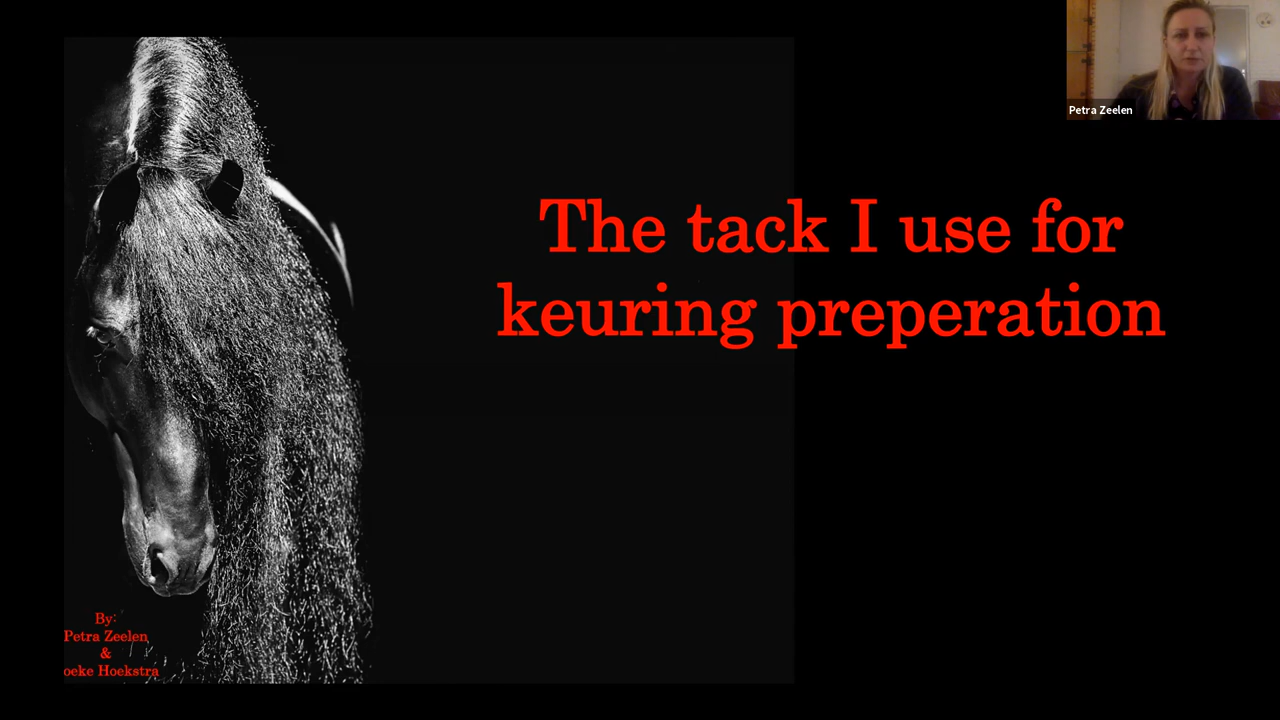 Petra Zeelen
The tack I use for
keuring preperation
By:
Petra Zeelen
&
oeke Hoekstra